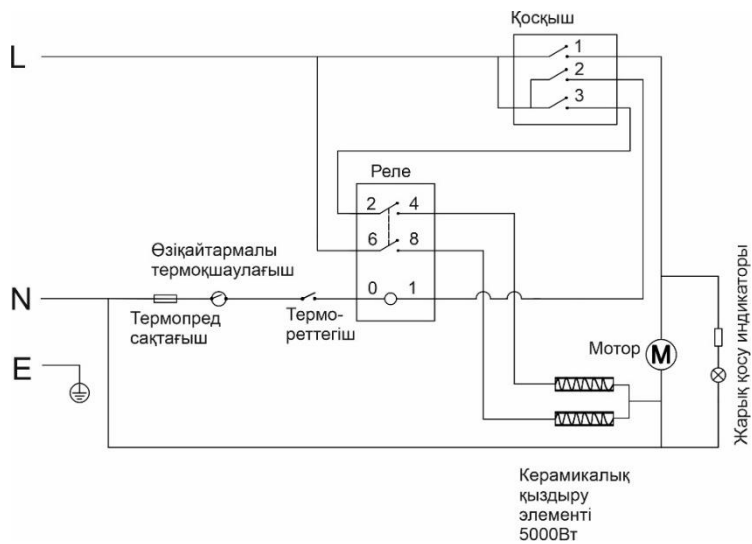 Қосқыш
L
1
2
3
Реле
2 4
6 8
0 1
Өзіқайтармалы
термоқшаулағыш
N
Термопред
сақтағыш
Термо-
реттегіш
E
Мотор
M
Жарық қосу индикаторы
Керамикалық
қыздыру
элементі
5000Вт